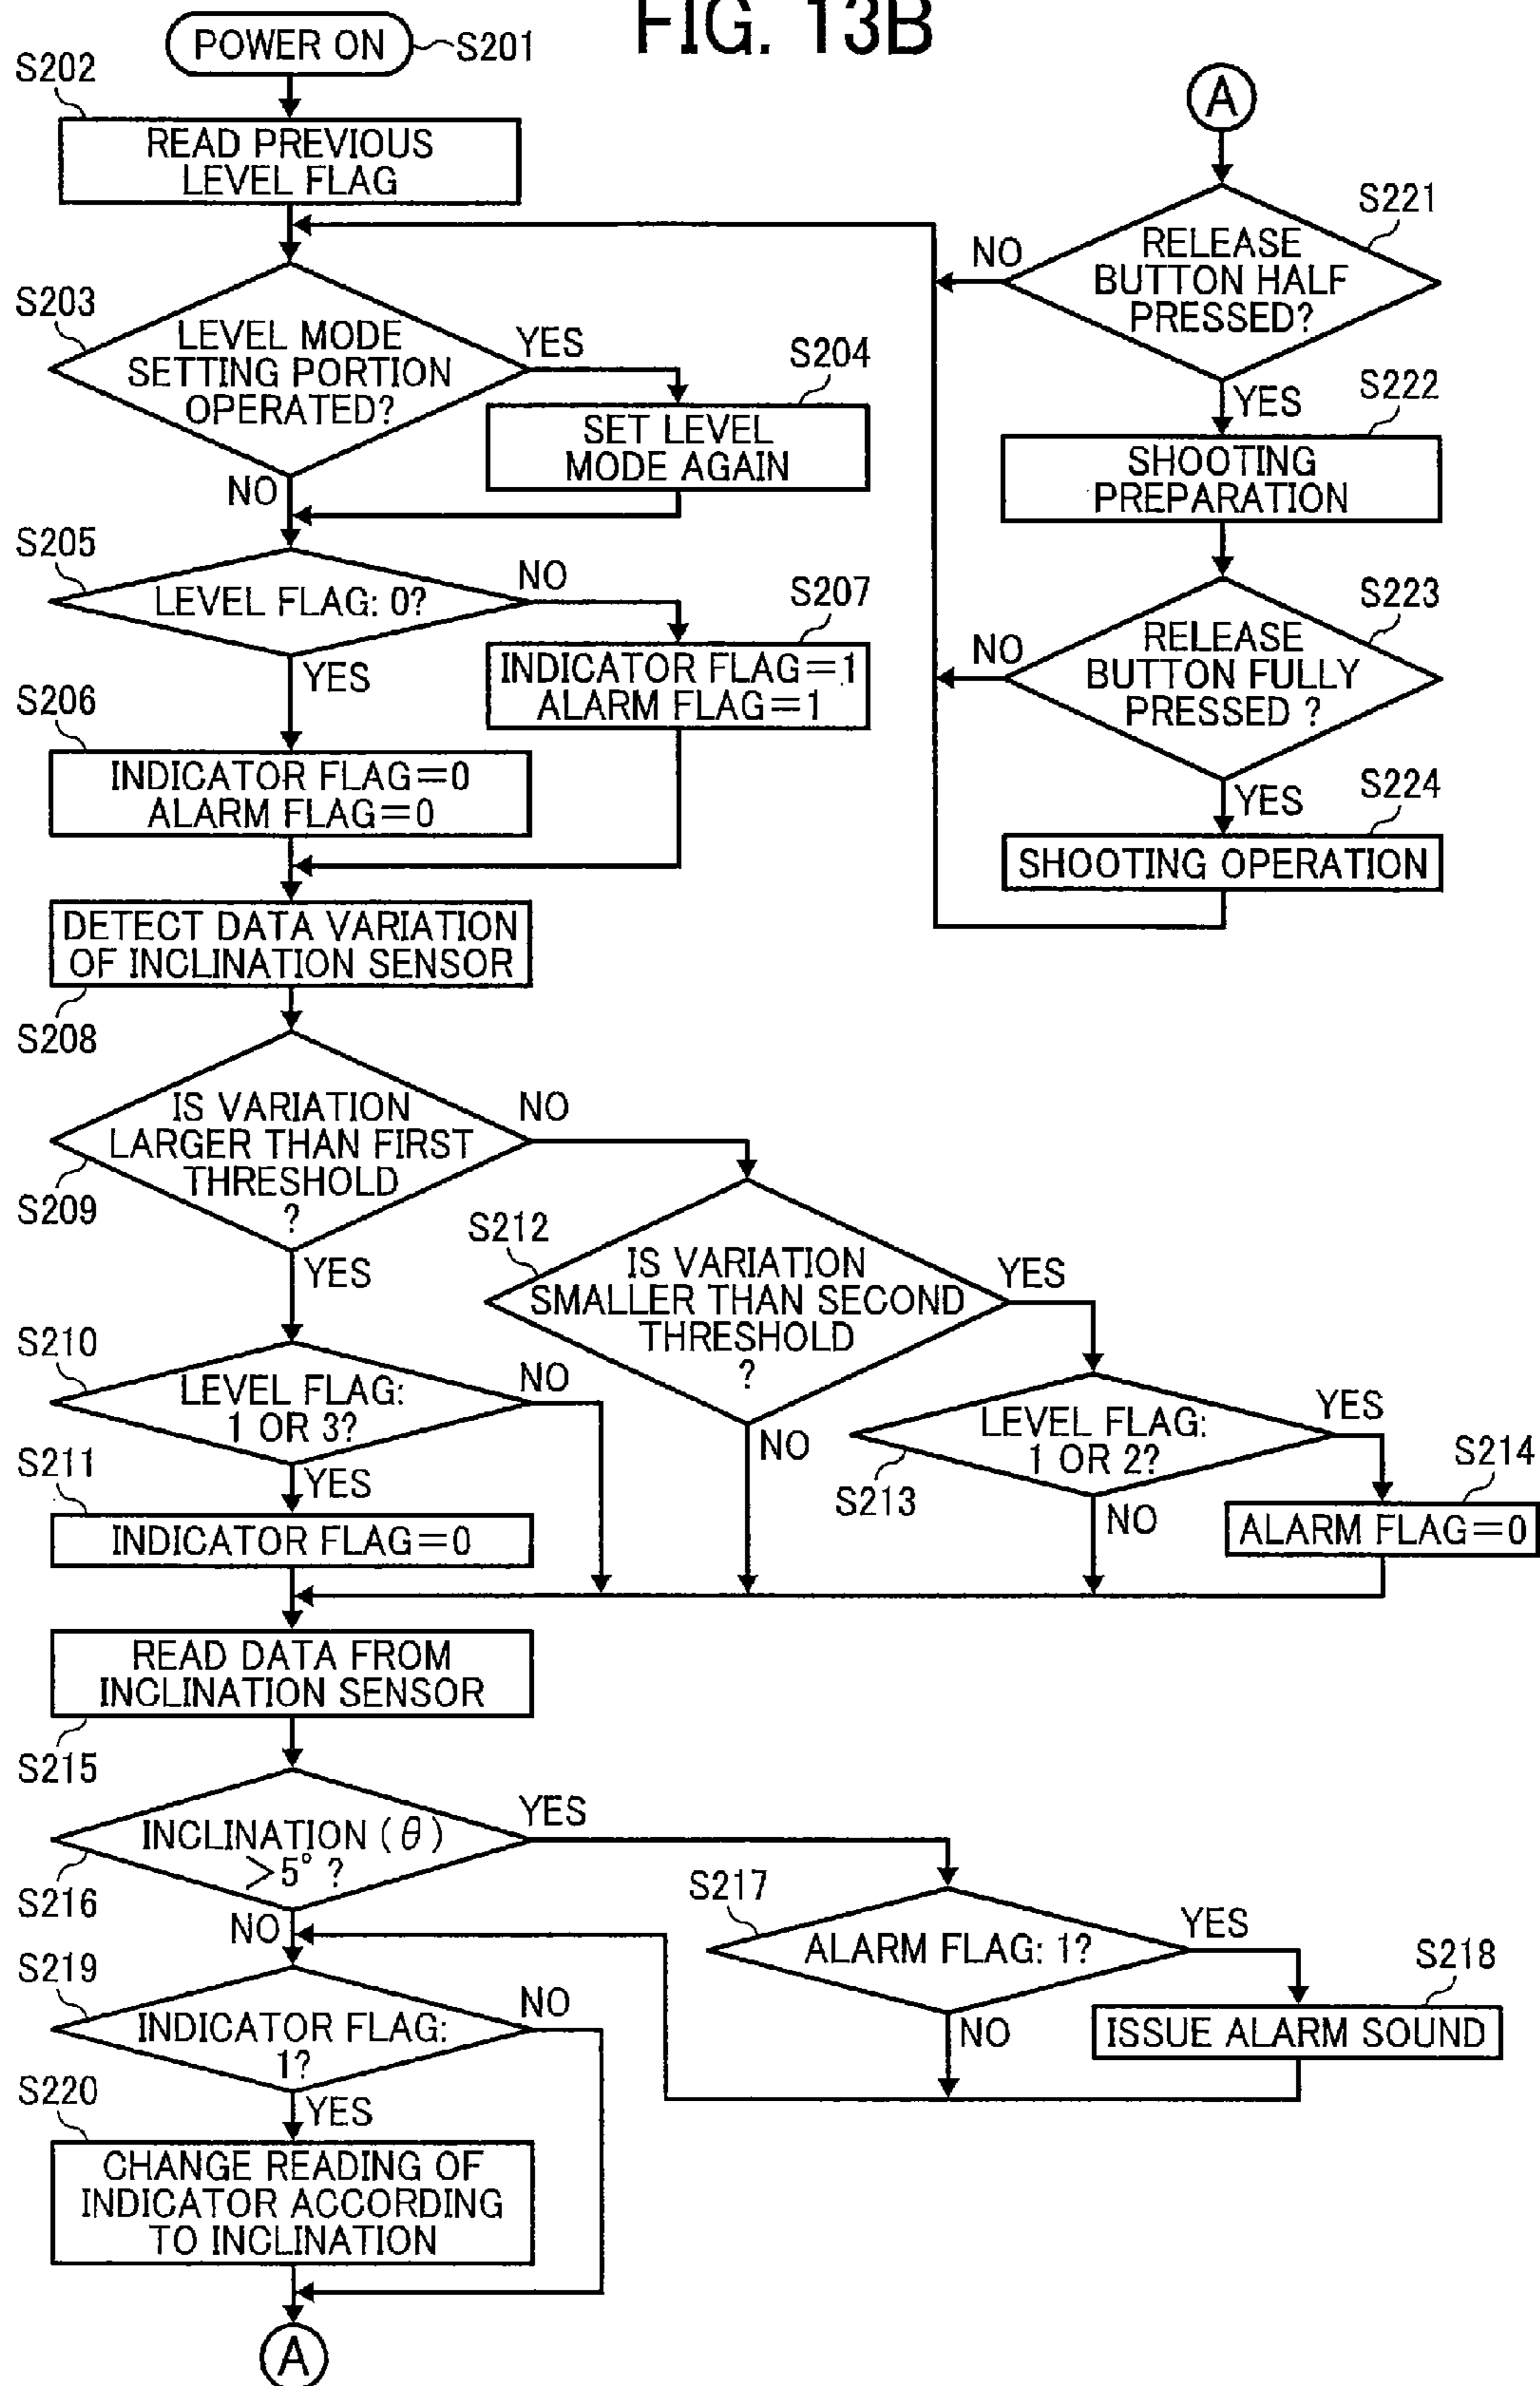 FIG. 13B
POWER ON
S201
S202
READ PREVIOUS
LEVEL FLAG
S203
LEVEL MODE
SETTING PORTION
OPERATED?
YES
NO
S204
SET LEVEL
MODE AGAIN
S205
LEVEL FLAG: 0?
NO
YES
S207
INDICATOR FLAG=1
ALARM FLAG=1
S206
INDICATOR FLAG=0
ALARM FLAG=0
DETECT DATA VARIATION
OF INCLINATION SENSOR
S208
IS VARIATION
LARGER THAN FIRST
THRESHOLD
?
S209
NO
YES
S212
IS VARIATION
SMALLER THAN SECOND
THRESHOLD
?
YES
NO
S210
LEVEL FLAG:
1 OR 3?
NO
YES
S211
INDICATOR FLAG=0
LEVEL FLAG:
1 OR 2?
S213
YES
NO
S214
ALARM FLAG=0
READ DATA FROM
INCLINATION SENSOR
S215
INCLINATION (θ)
>5° ?
S216
YES
NO
S217
ALARM FLAG: 1?
YES
NO
S218
ISSUE ALARM SOUND
S219
INDICATOR FLAG:
1?
NO
YES
S220
CHANGE READING OF
INDICATOR ACCORDING
TO INCLINATION
A
A
S221
RELEASE
BUTTON HALF
PRESSED?
NO
YES
S222
SHOOTING
PREPARATION
S223
RELEASE
BUTTON FULLY
PRESSED ?
NO
YES
S224
SHOOTING OPERATION